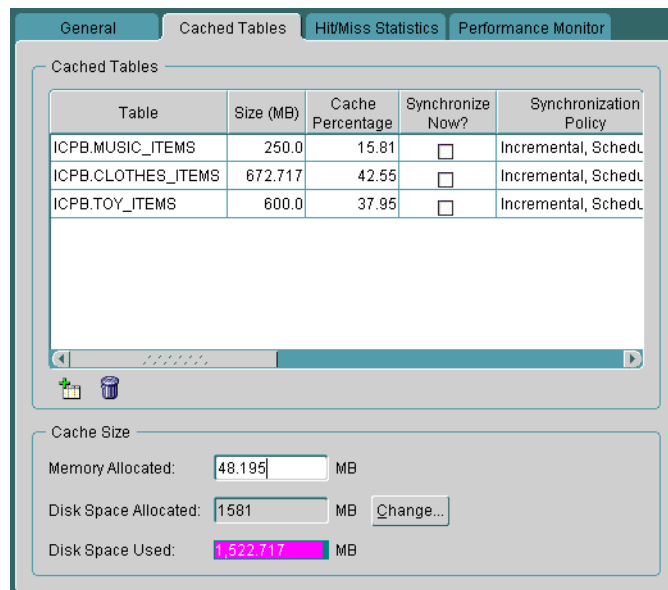 General Cached Tables Hit/Miss Statistics Performance Monitor
Cached Tables
Table Size (MB) Cache Percentage Synchronize Now? Synchronization Policy
ICPB.MUSIC_ITEMS 250.0 15.81 Incremental, Schedu
ICPB.CLOTHES_ITEMS 672.717 42.55 Incremental, Schedu
ICPB.TOY_ITEMS 600.0 37.95 Incremental, Schedu
Cache Size
Memory Allocated: 48.195 MB
Disk Space Allocated: 1581 MB Change...
Disk Space Used: 1,522.717 MB